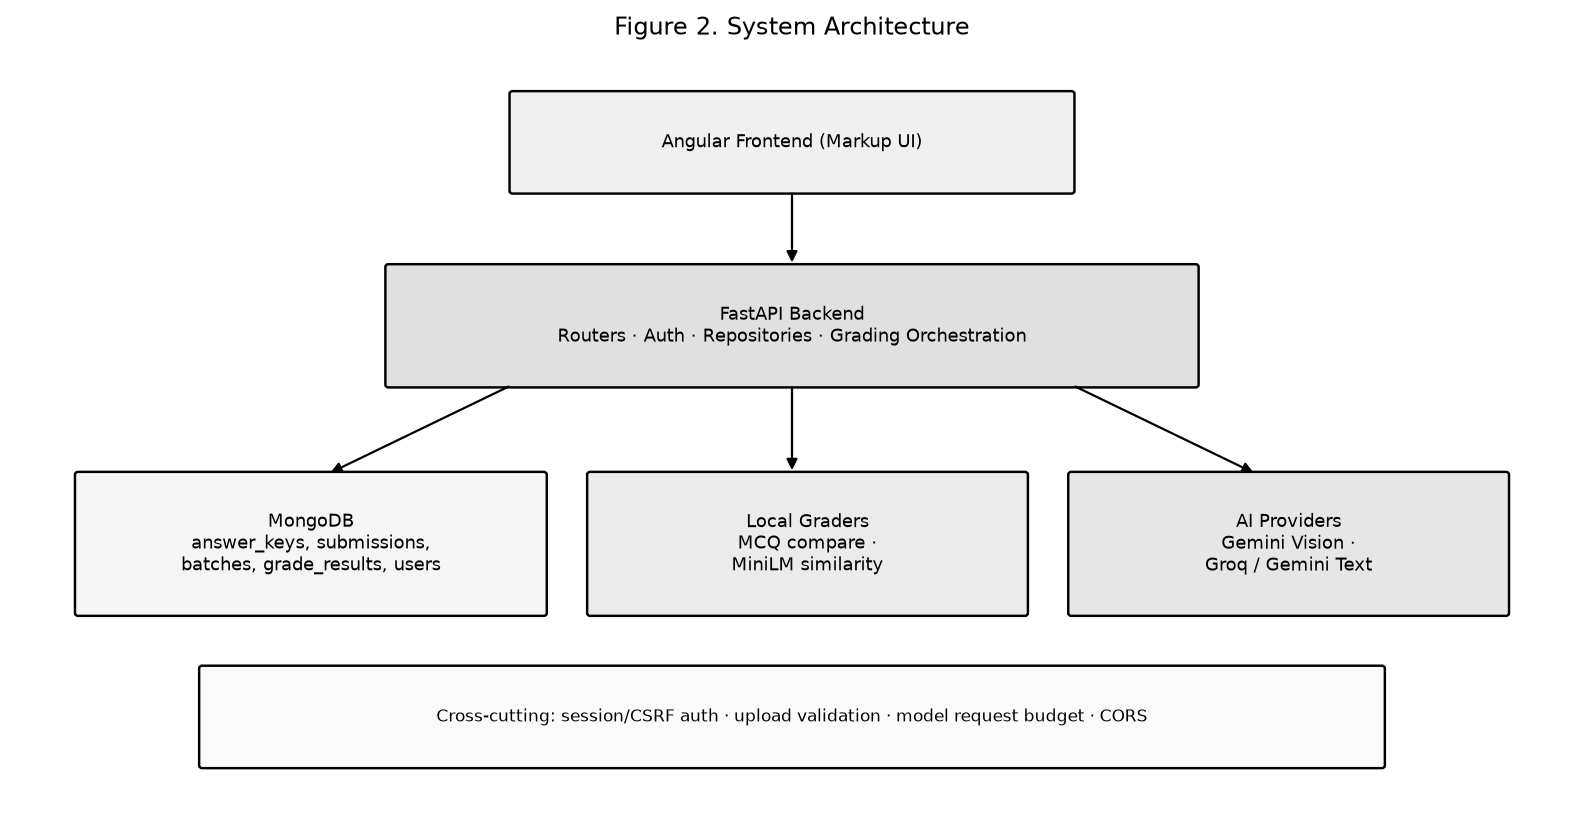 Figure 2. System Architecture
Angular Frontend (Markup UI)
FastAPI Backend
Routers · Auth · Repositories · Grading Orchestration
MongoDB
answer_keys, submissions,
batches, grade_results, users
Local Graders
MCQ compare ·
MiniLM similarity
AI Providers
Gemini Vision ·
Groq / Gemini Text
Cross-cutting: session/CSRF auth · upload validation · model request budget · CORS